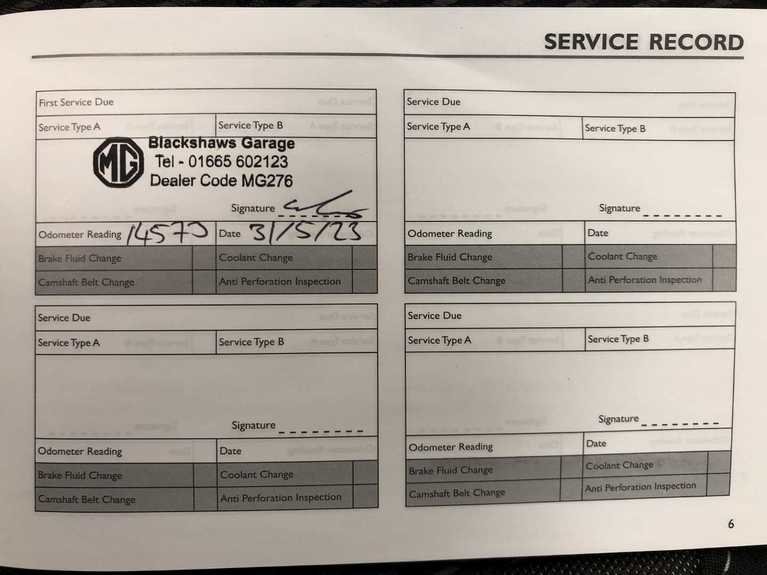 SERVICE RECORD
First Service Due
Service Type A
Service Type B
MG
Blackshaws Garage
Tel - 01665 602123
Dealer Code MG276
Signature
Odometer Reading 14573
Date 31/5/23
Brake Fluid Change
Coolant Change
Camshaft Belt Change
Anti Perforation Inspection
Service Due
Service Type A
Service Type B
Signature
Odometer Reading
Date
Brake Fluid Change
Coolant Change
Camshaft Belt Change
Anti Perforation Inspection
Service Due
Service Type A
Service Type B
Signature
Odometer Reading
Date
Brake Fluid Change
Coolant Change
Camshaft Belt Change
Anti Perforation Inspection
Service Due
Service Type A
Service Type B
Signature
Odometer Reading
Date
Brake Fluid Change
Coolant Change
Camshaft Belt Change
Anti Perforation Inspection
6